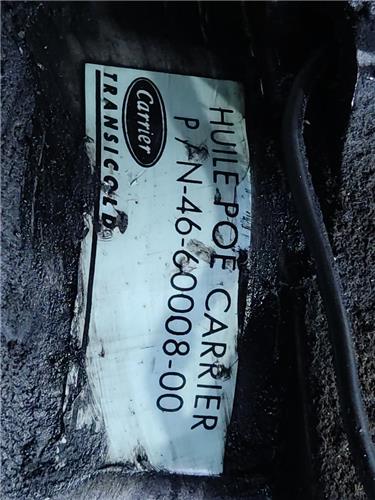 Carrier
TRANSICOLD
HUILE POE CARRIER
P/N-46-60008-00